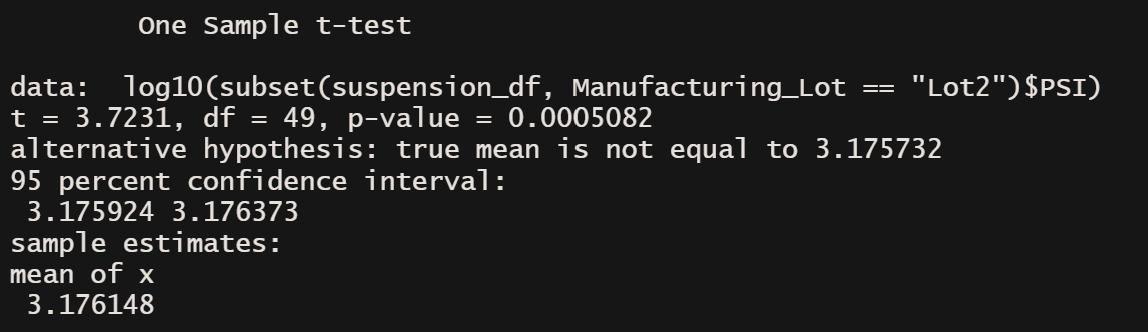 One Sample t-test
data:  log10(subset(suspension_df, Manufacturing_Lot == "Lot2")$PSI)
t = 3.7231, df = 49, p-value = 0.0005082
alternative hypothesis: true mean is not equal to 3.175732
95 percent confidence interval:
3.175924 3.176373
sample estimates:
mean of x
3.176148